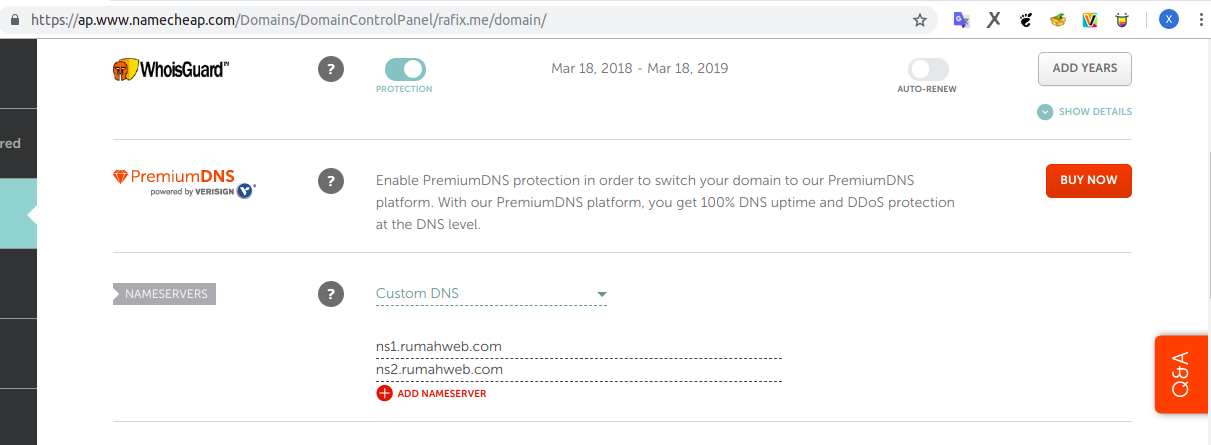 https://ap.www.namecheap.com/Domains/DomainControlPanel/rafix.me/domain/
X
X
WhoisGuard™
?
PROTECTION
Mar 18, 2018 - Mar 18, 2019
AUTO-RENEW
ADD YEARS
SHOW DETAILS
red
PremiumDNS
powered by VERISIGN
?
Enable PremiumDNS protection in order to switch your domain to our PremiumDNS
platform. With our PremiumDNS platform, you get 100% DNS uptime and DDoS protection
at the DNS level.
BUY NOW
NAMESERVERS
?
Custom DNS
ns1.rumahweb.com
ns2.rumahweb.com
ADD NAMESERVER
Q&A